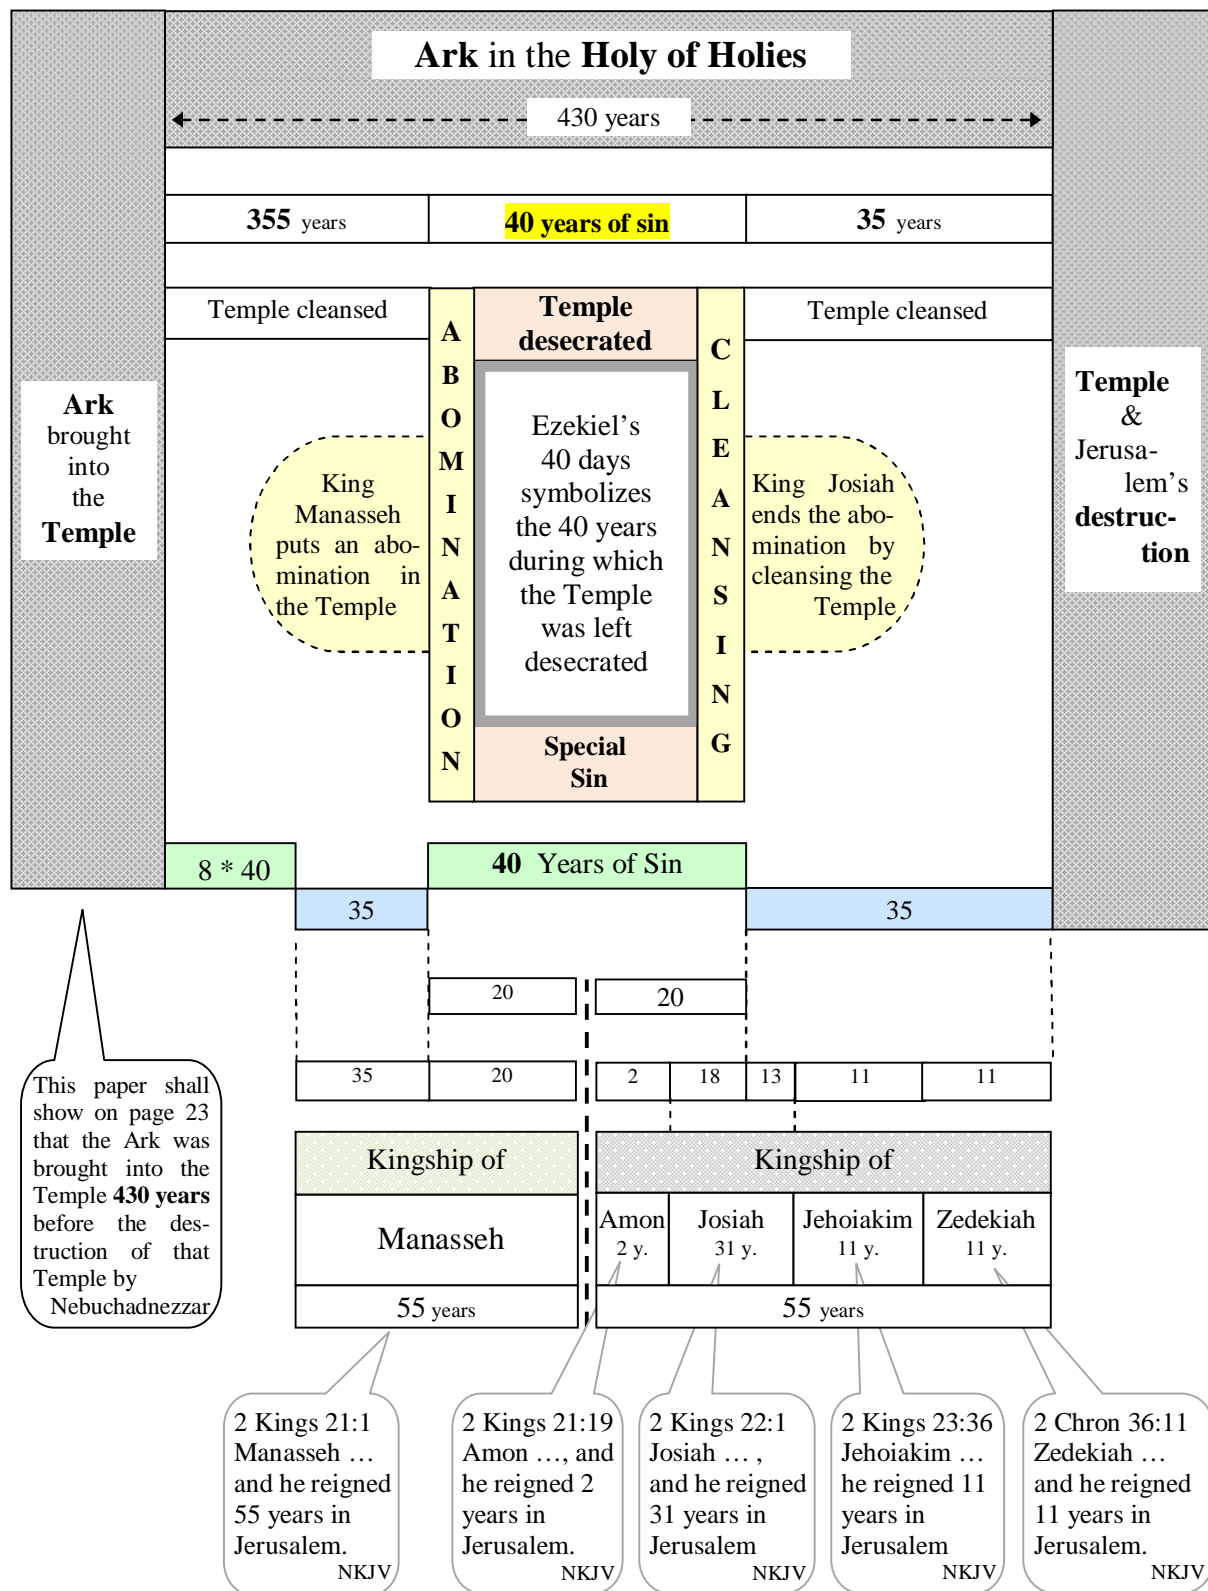 Ark in the Holy of Holies
430 years
355 years
40 years of sin
35 years
Temple cleansed
Temple
desecrated
Temple cleansed
A
B
O
M
I
N
A
T
I
O
N
C
L
E
A
N
S
I
N
G
Ark
brought
into
the
Temple
King
Manasseh
puts an abo-
mination in
the Temple
Ezekiel's
40 days
symbolizes
the 40 years
during which
the Temple
was left
desecrated
King Josiah
ends the abo-
mination by
cleansing the
Temple
Temple
&
Jerusa-
lem's
destruc-
tion
Special
Sin
8 * 40
40 Years of Sin
35
35
20
20
35
20
2
18
13
11
11
This paper shall
show on page 23
that the Ark was
brought into the
Temple 430 years
before the des-
truction of that
Temple by
Nebuchadnezzar
Kingship of
Kingship of
Manasseh
Amon
2 y.
Josiah
31 y.
Jehoiakim
11 y.
Zedekiah
11 y.
55 years
55 years
2 Kings 21:1
Manasseh …
and he reigned
55 years in
Jerusalem.
NKJV
2 Kings 21:19
Amon …, and
he reigned 2
years in
Jerusalem.
NKJV
2 Kings 22:1
Josiah … ,
and he reigned
31 years in
Jerusalem
NKJV
2 Kings 23:36
Jehoiakim …
he reigned 11
years in
Jerusalem
NKJV
2 Chron 36:11
Zedekiah …
and he reigned
11 years in
Jerusalem.
NKJV